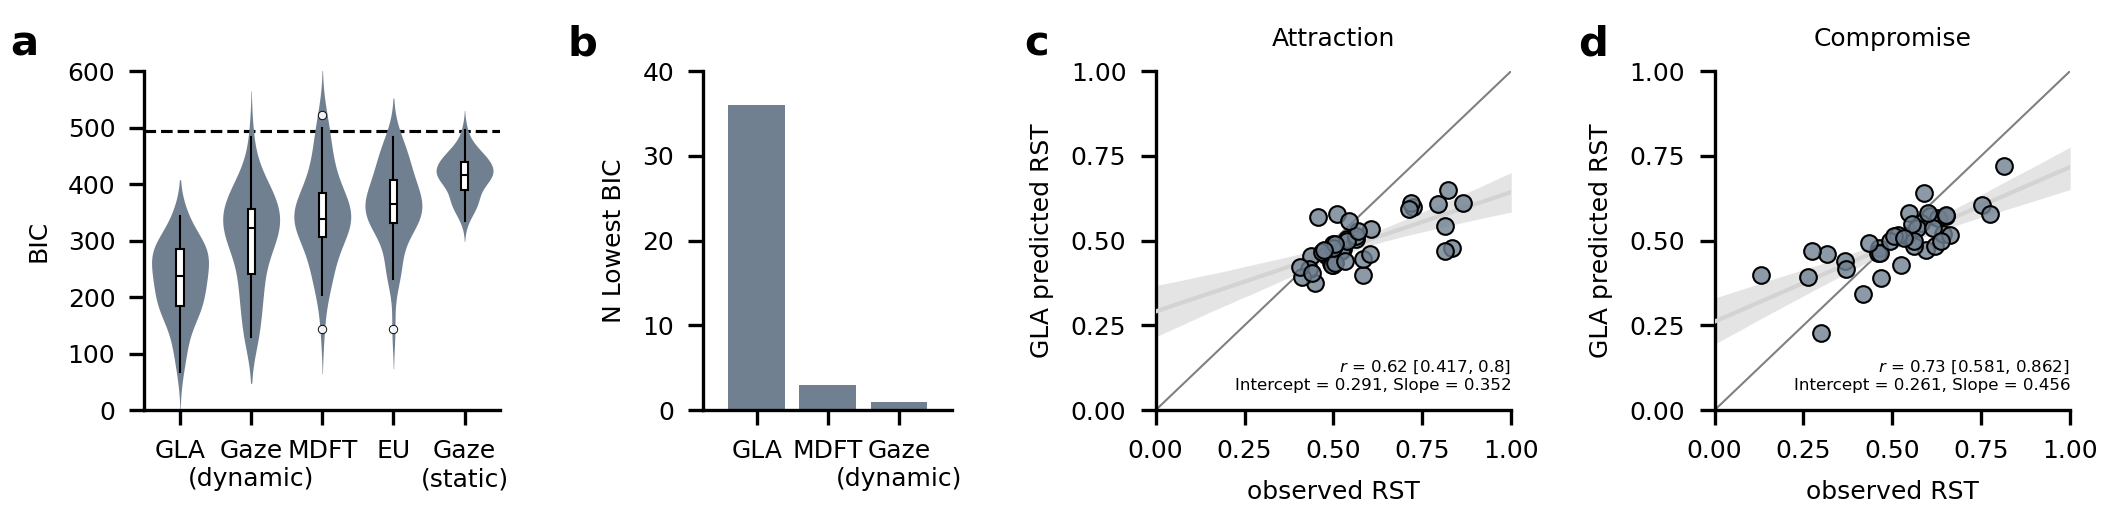 a
BIC
600
500
400
300
200
100
0
GLA Gaze MDFT EU Gaze
(dynamic) (static)
b
N Lowest BIC
40
30
20
10
0
GLA MDFT Gaze
(dynamic)
c
Attraction
GLA predicted RST
1.00
0.75
0.50
0.25
0.00
r = 0.62 [0.417, 0.8]
Intercept = 0.291, Slope = 0.352
0.00 0.25 0.50 0.75 1.00
observed RST
d
Compromise
GLA predicted RST
1.00
0.75
0.50
0.25
0.00
r = 0.73 [0.581, 0.862]
Intercept = 0.261, Slope = 0.456
0.00 0.25 0.50 0.75 1.00
observed RST